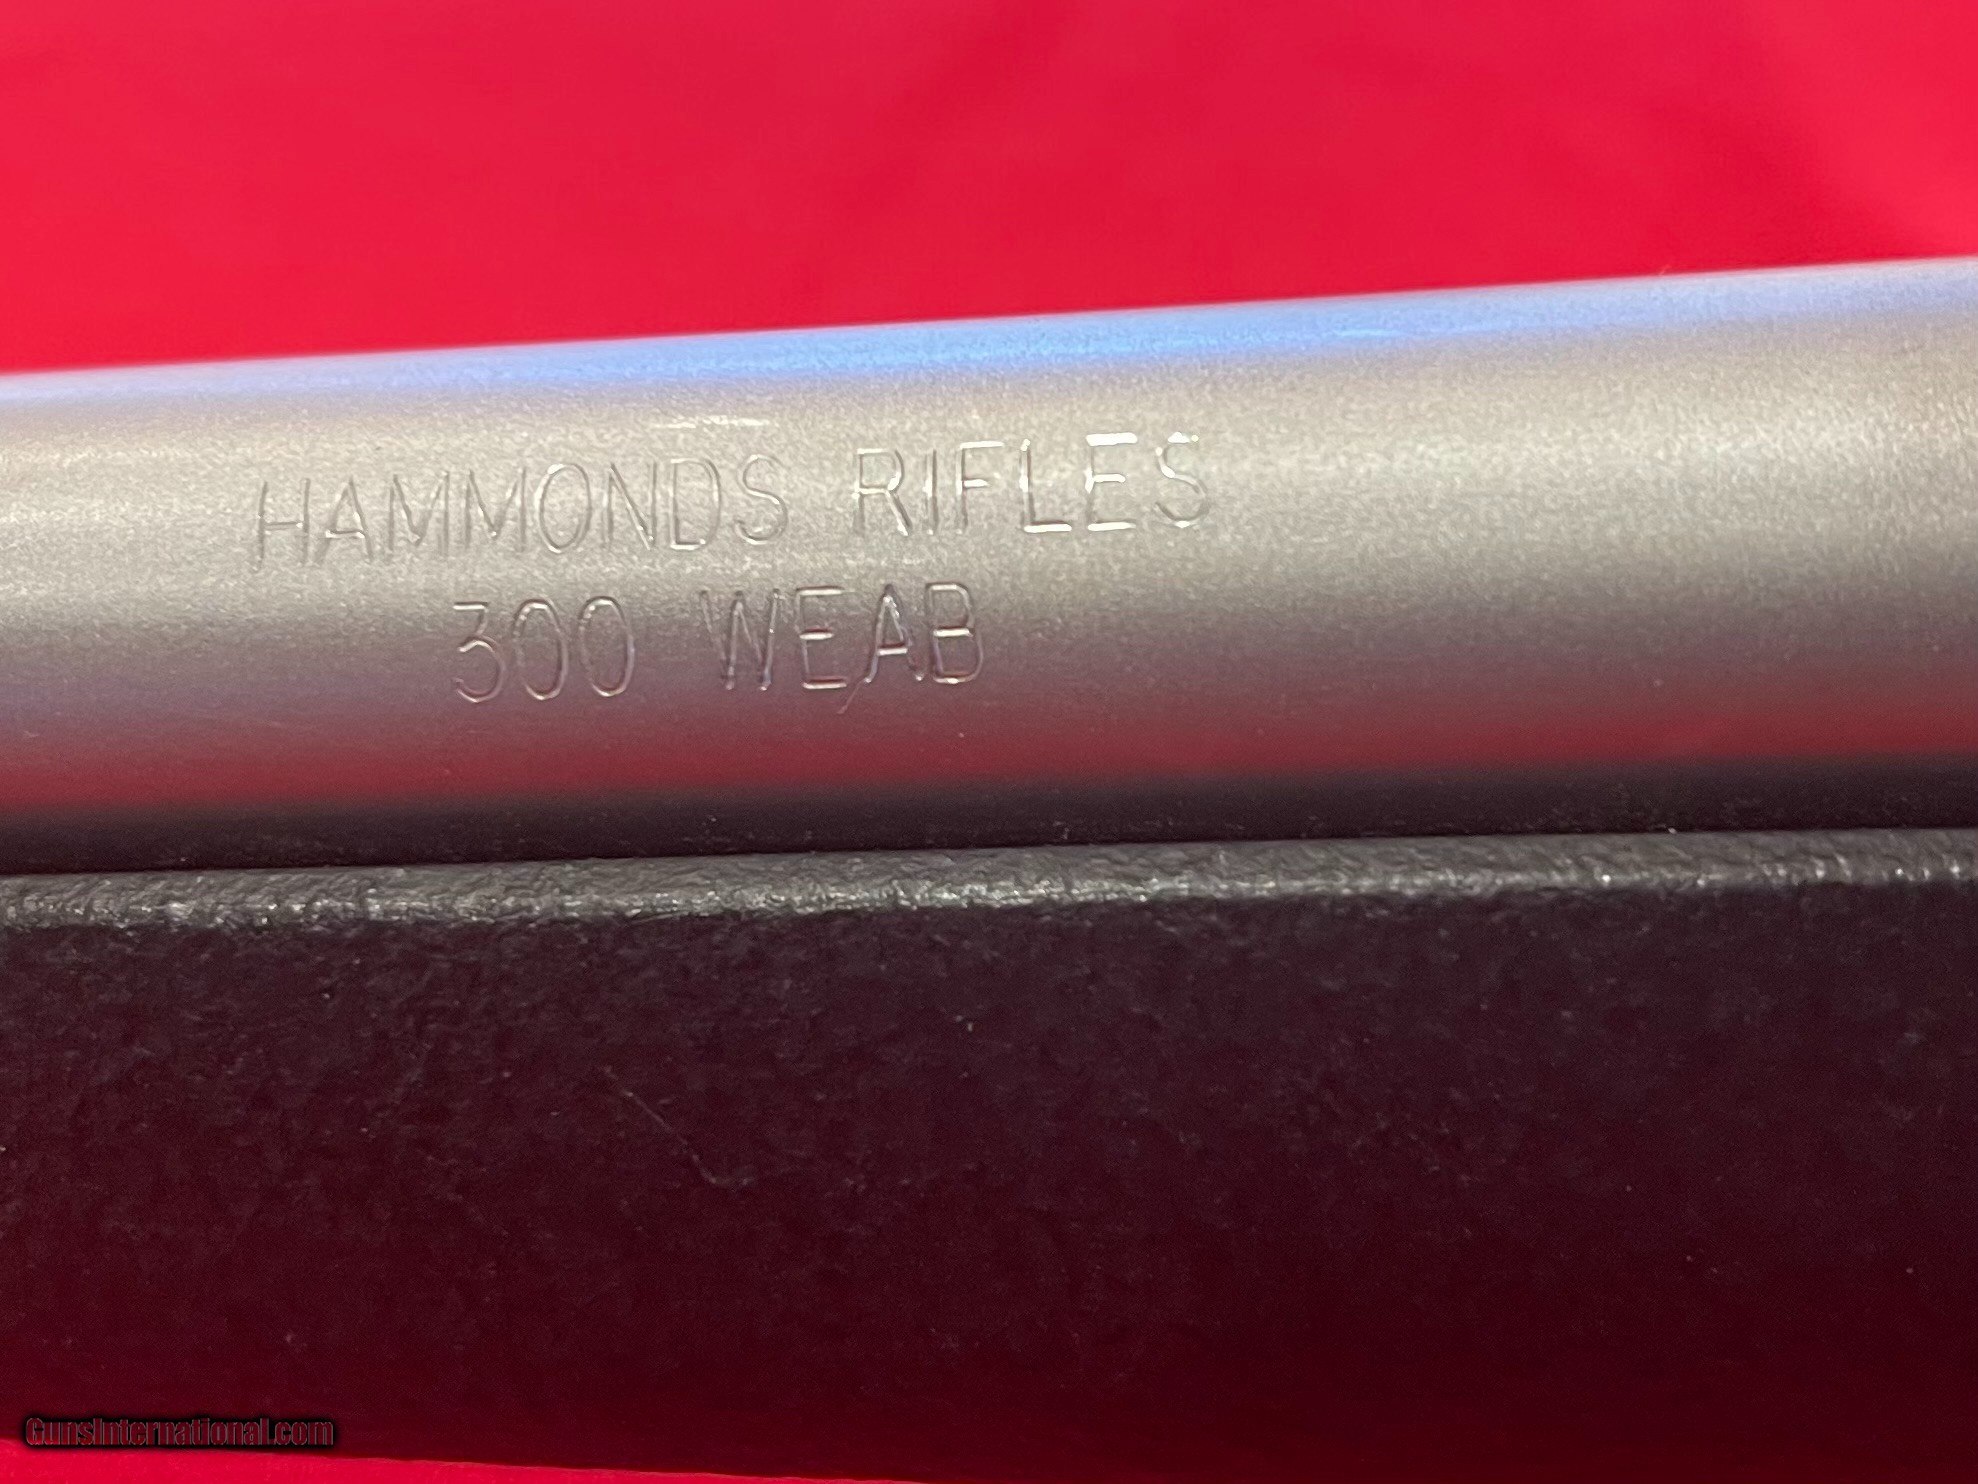 HAMMONDS RIFLES
300 WEAB
GunsInternational.com